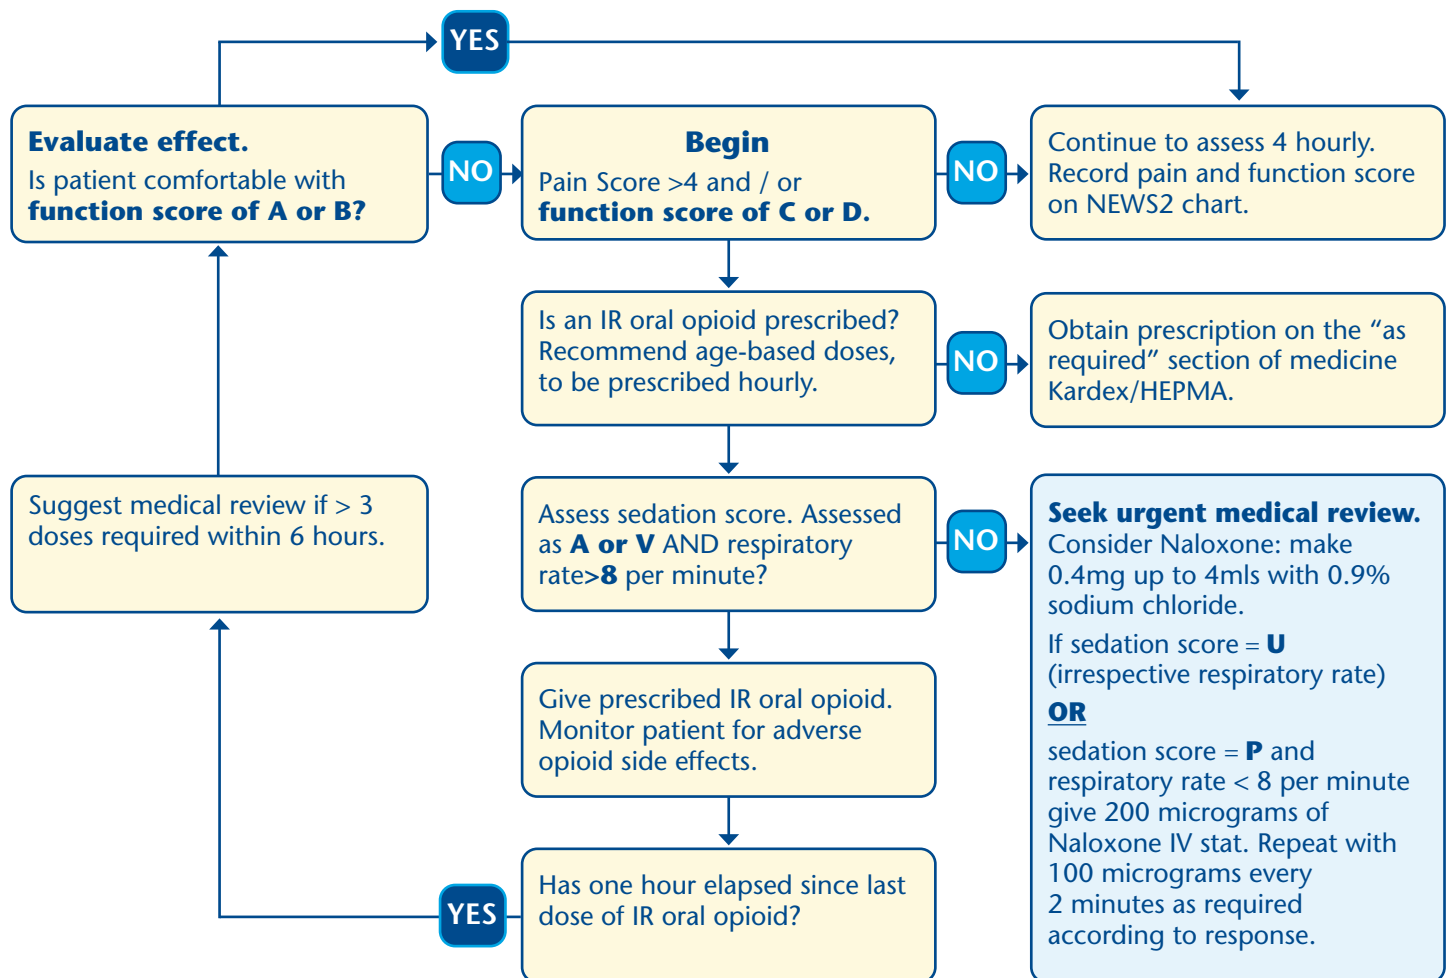 YES
Evaluate effect.
Is patient comfortable with
function score of A or B?
NO
Begin
Pain Score >4 and / or
function score of C or D.
NO
Continue to assess 4 hourly.
Record pain and function score
on NEWS2 chart.
Is an IR oral opioid prescribed?
Recommend age-based doses,
to be prescribed hourly.
NO
Obtain prescription on the “as
required” section of medicine
Kardex/HEPMA.
Suggest medical review if > 3
doses required within 6 hours.
Assess sedation score. Assessed
as A or V AND respiratory
rate>8 per minute?
NO
Seek urgent medical review.
Consider Naloxone: make
0.4mg up to 4mls with 0.9%
sodium chloride.
If sedation score = U
(irrespective respiratory rate)
OR
sedation score = P and
respiratory rate < 8 per minute
give 200 micrograms of
Naloxone IV stat. Repeat with
100 micrograms every
2 minutes as required
according to response.
Give prescribed IR oral opioid.
Monitor patient for adverse
opioid side effects.
YES
Has one hour elapsed since last
dose of IR oral opioid?